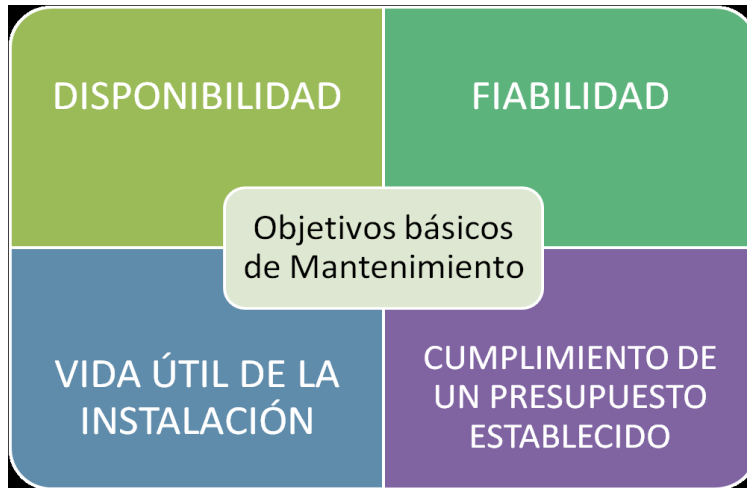 DISPONIBILIDAD
FIABILIDAD
Objetivos básicos
de Mantenimiento
VIDA ÚTIL DE LA
INSTALACIÓN
CUMPLIMIENTO DE
UN PRESUPUESTO
ESTABLECIDO